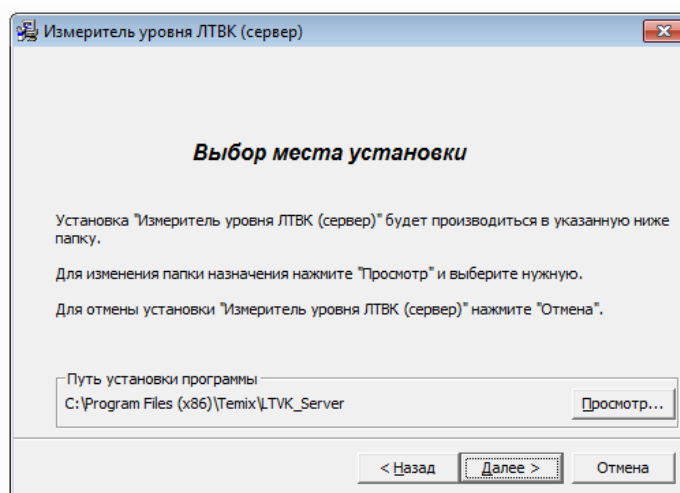 Измеритель уровня ЛТВК (сервер)
Выбор места установки
Установка "Измеритель уровня ЛТВК (сервер)" будет производиться в указанную ниже
папку.
Для изменения папки назначения нажмите "Просмотр" и выберите нужную.
Для отмены установки "Измеритель уровня ЛТВК (сервер)" нажмите "Отмена".
Путь установки программы
C:\Program Files (x86)\Temix\LTVK_Server
Просмотр...
< Назад
Далее >
Отмена